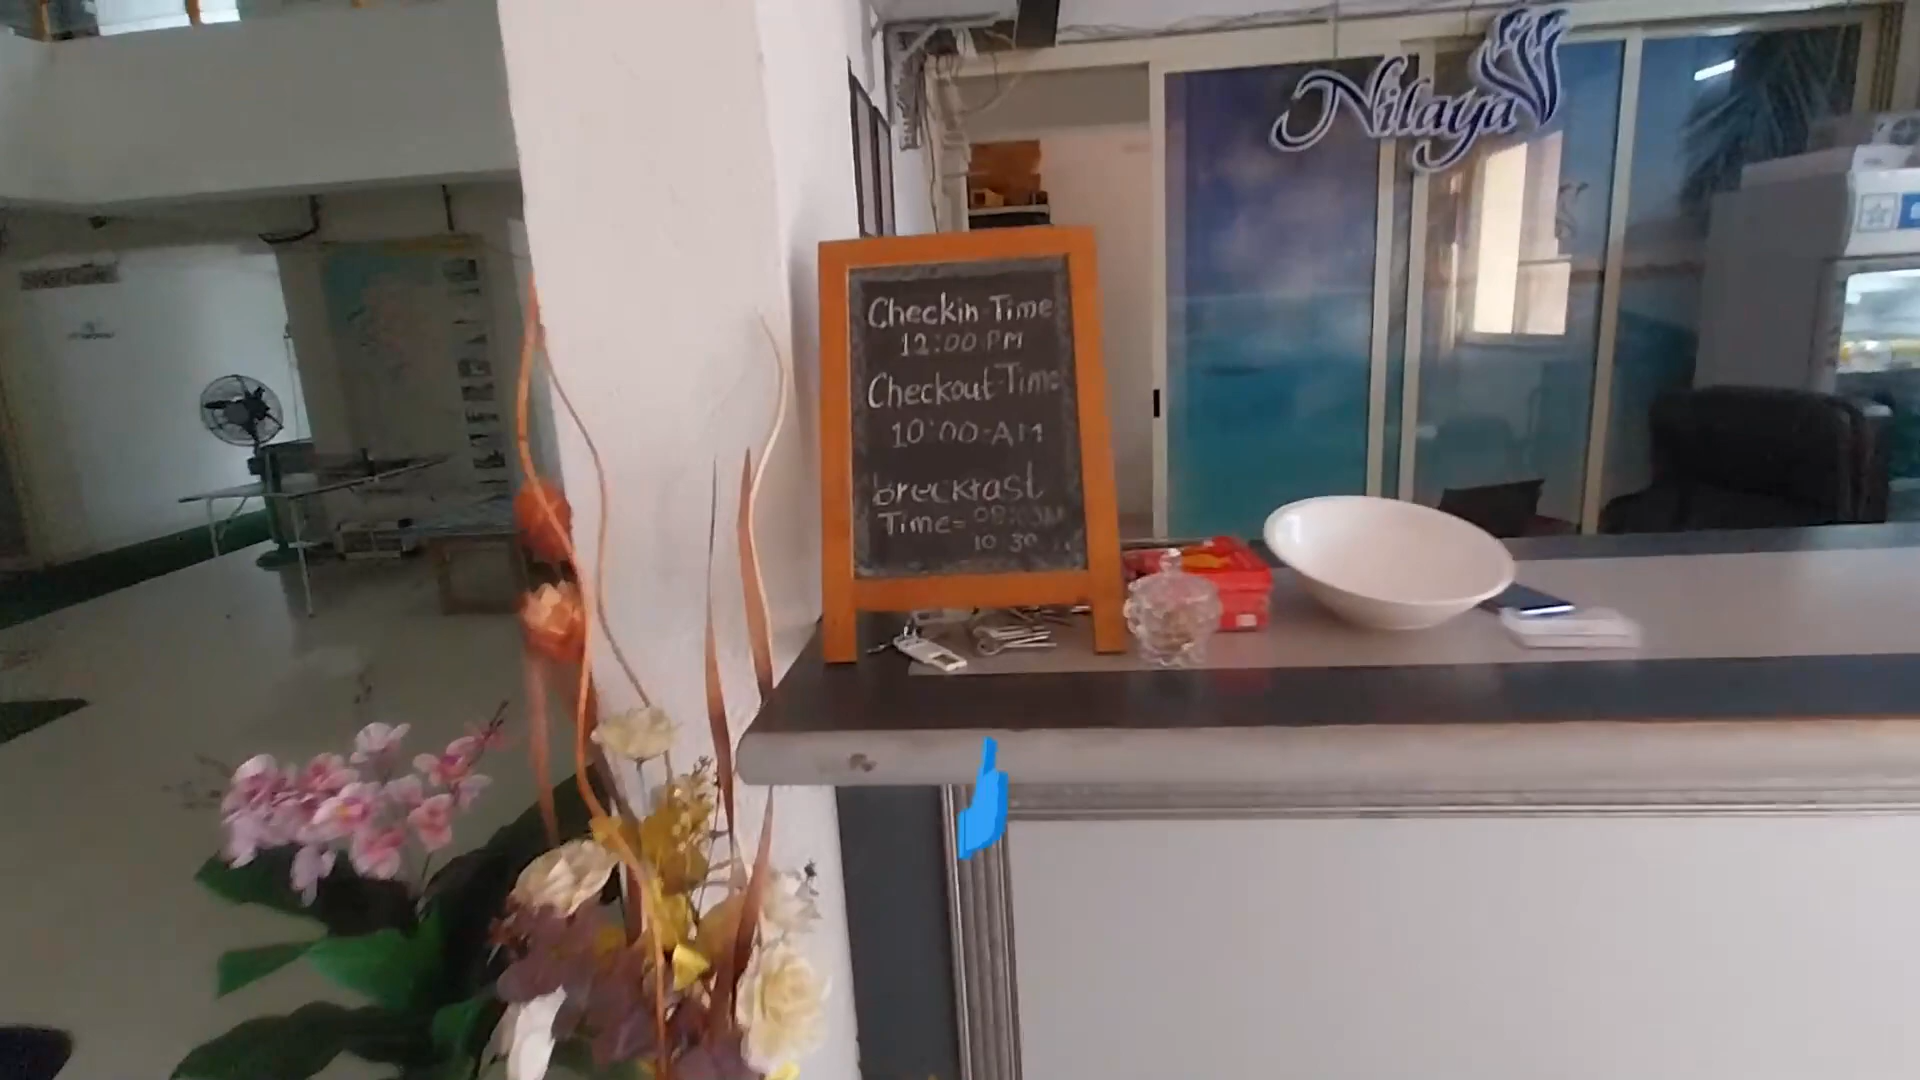 Nilaya
Checkin-Time
12:00 PM
Checkout-Time
10:00-AM
breckfast
Time=
10 30